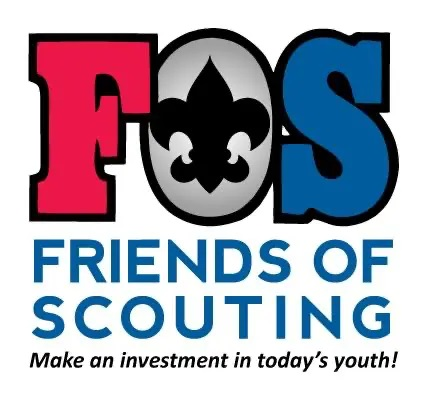 FOS
FRIENDS OF
SCOUTING
Make an investment in today's youth!